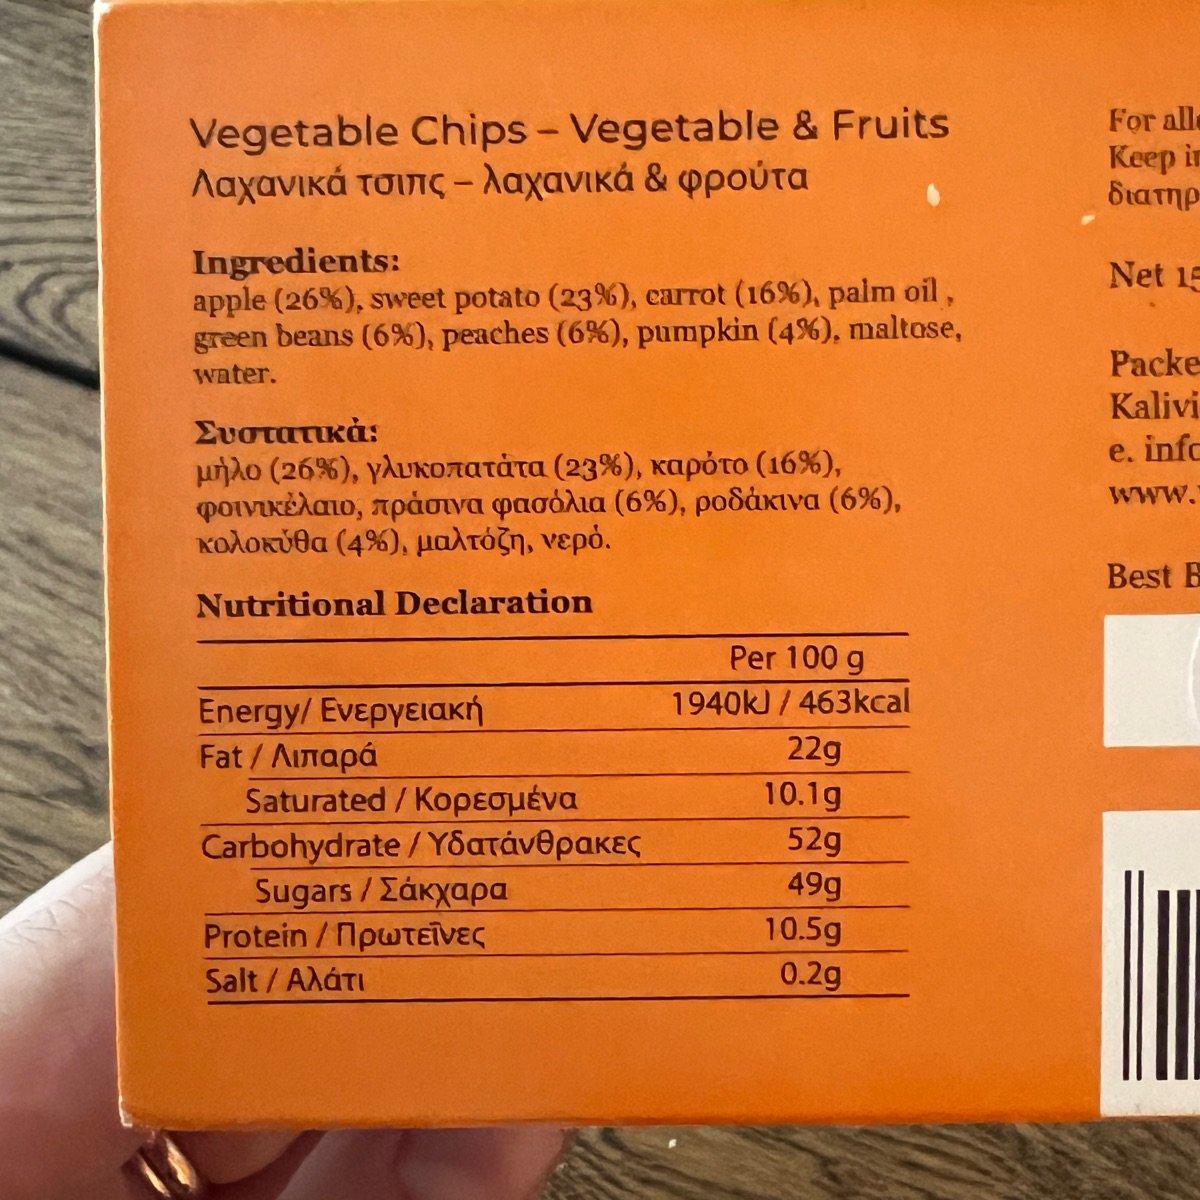 Vegetable Chips – Vegetable & Fruits
Λαχανικά τσιπς – λαχανικά & φρούτα
Ingredients:
apple (26%), sweet potato (23%), carrot (16%), palm oil ,
green beans (6%), peaches (6%), pumpkin (4%), maltose,
water.
Συστατικά:
μήλο (26%), γλυκοπατάτα (23%), καρότο (16%),
φοινικέλαιο, πράσινα φασόλια (6%), ροδάκινα (6%),
κολοκύθα (4%), μαλτόζη, νερό.
Nutritional Declaration
Per 100 g
Energy/ Ενεργειακή 1940kJ / 463kcal
Fat / Λιπαρά 22g
Saturated / Κορεσμένα 10.1g
Carbohydrate / Υδατάνθρακες 52g
Sugars / Σάκχαρα 49g
Protein / Πρωτεΐνες 10.5g
Salt / Αλάτι 0.2g
For
Keep
Net
e.
www.
Best